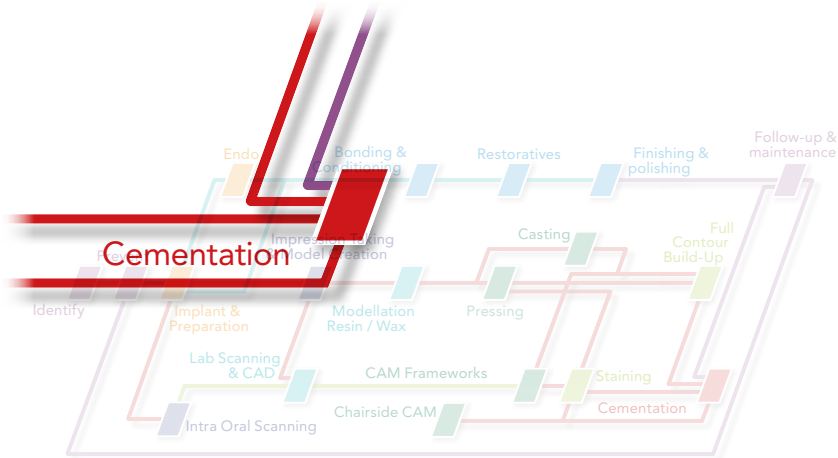 Follow-up &
maintenance
Endo
Bonding &
Conditioning
Restoratives
Finishing &
polishing
Casting
Full
Contour
Build-Up
Impression Taking
& Model Creation
Cementation
Identify
Implant &
Preparation
Modellation
Resin / Wax
Pressing
Lab Scanning
& CAD
CAM Frameworks
Staining
Chairside CAM
Cementation
Intra Oral Scanning